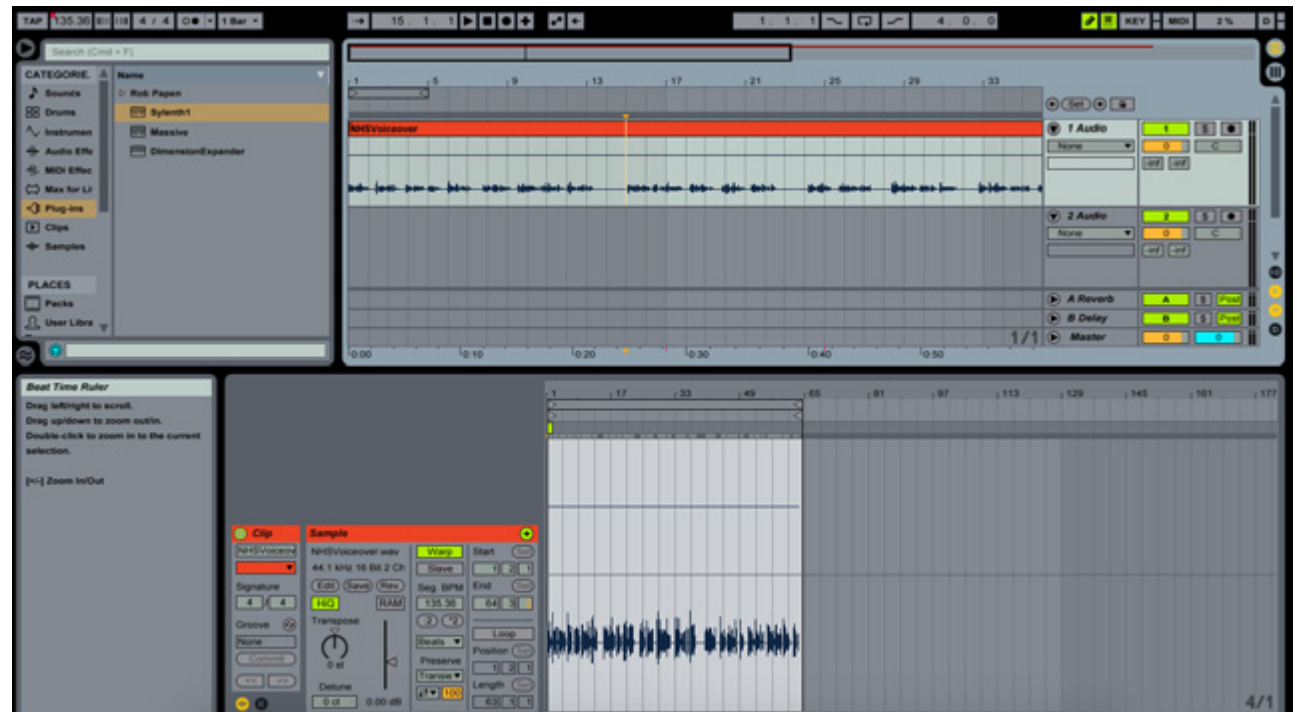 TAP 135.36 4 / 4 1 Bar 15. 1. 1 1. 1. 1 4. 0. 0 KEY MIDI 2 % D
Search (Cmd + F)
CATEGORIE. Name
Sounds Rob Papen
Drums Sylenth1
Instrumen Massive
Audio Effe DimensionExpander
MIDI Effec
Max for Li
Plug-ins
Clips
Samples
PLACES
Packs
User Libra
1 5 9 13 17 21 25 29 33
Set
NHSVoiceover
1 Audio 1 S
None 0 C
-inf -inf
2 Audio 2 S
None 0 C
-inf -inf
A Reverb A S Post
B Delay B S Post
1/1 Master 0 0
0:00 0:10 0:20 0:30 0:40 0:50
Beat Time Ruler
Drag left/right to scroll.
Drag up/down to zoom out/in.
Double-click to zoom in to the current
selection.
[+/-] Zoom In/Out
1 17 33 49 65 81 97 113 129 145 161 177
Clip Sample
NHSVoiceov NHSVoiceover.wav Warp Start Set
44.1 kHz 16 Bit 2 Ch Slave 1 2 1
Signature Edit Save Rev. Seg. BPM End Set
4 / 4 HiQ RAM 135.36 64 3
Groove Transpose :2 *2
None Beats Loop
Commit 0 st Preserve Position Set
<< >> Transie 1 2 1
Detune 100 Length Set
0 ct 0.00 dB 63 1 1
4/1